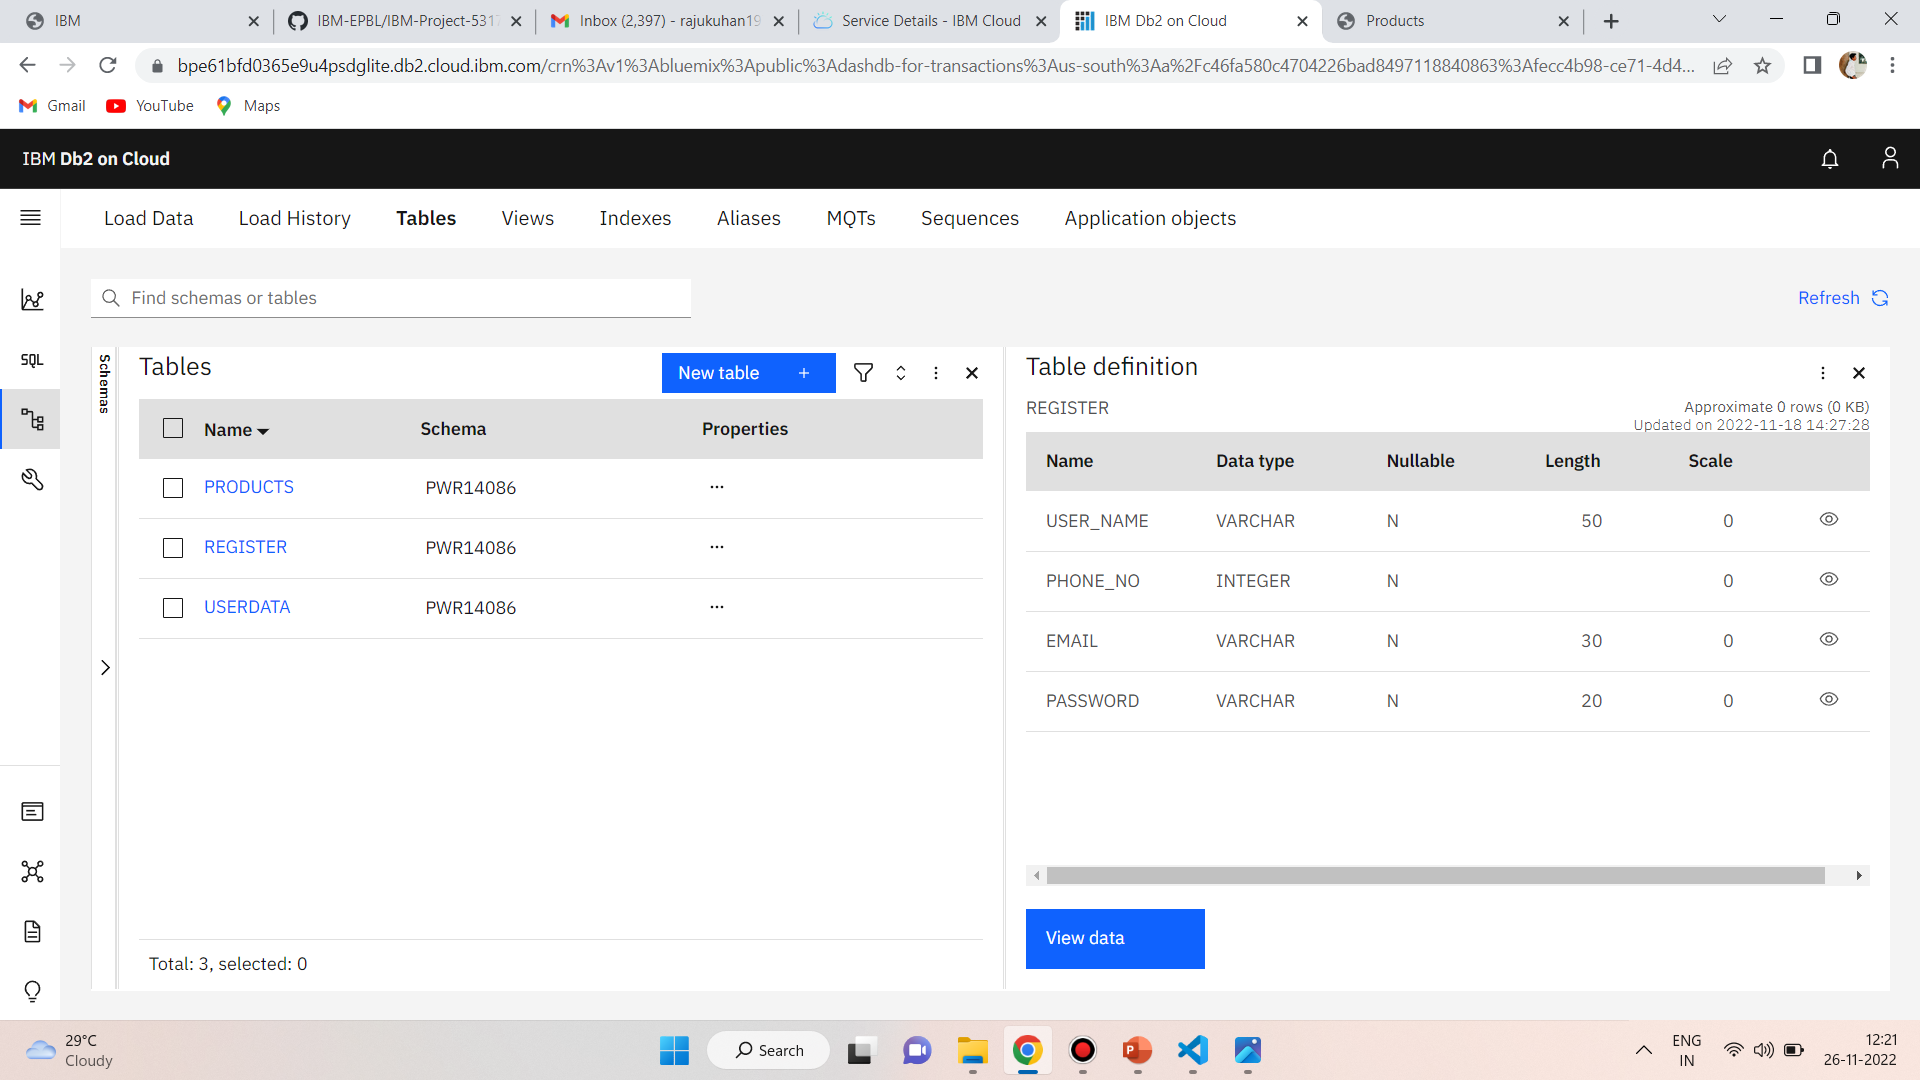 IBM
IBM-EPBL/IBM-Project-5317
Inbox (2,397) - rajukuhan19
Service Details - IBM Cloud
IBM Db2 on Cloud
Products
bpe61bfd0365e9u4psdglite.db2.cloud.ibm.com/crn%3Av1%3Abluemix%3Apublic%3Adashdb-for-transactions%3Aus-south%3Aa%2Fc46fa580c4704226bad8497118840863%3Afecc4b98-ce71-4d4...
Gmail
YouTube
Maps
IBM Db2 on Cloud
Load Data
Load History
Tables
Views
Indexes
Aliases
MQTs
Sequences
Application objects
Find schemas or tables
Refresh
SQL
Schemas
Tables
New table +
Name
Schema
Properties
PRODUCTS PWR14086 ...
REGISTER PWR14086 ...
USERDATA PWR14086 ...
Total: 3, selected: 0
Table definition
REGISTER
Approximate 0 rows (0 KB)
Updated on 2022-11-18 14:27:28
Name Data type Nullable Length Scale
USER_NAME VARCHAR N 50 0
PHONE_NO INTEGER N 0
EMAIL VARCHAR N 30 0
PASSWORD VARCHAR N 20 0
View data
29°C
Cloudy
Search
ENG
IN
12:21
26-11-2022